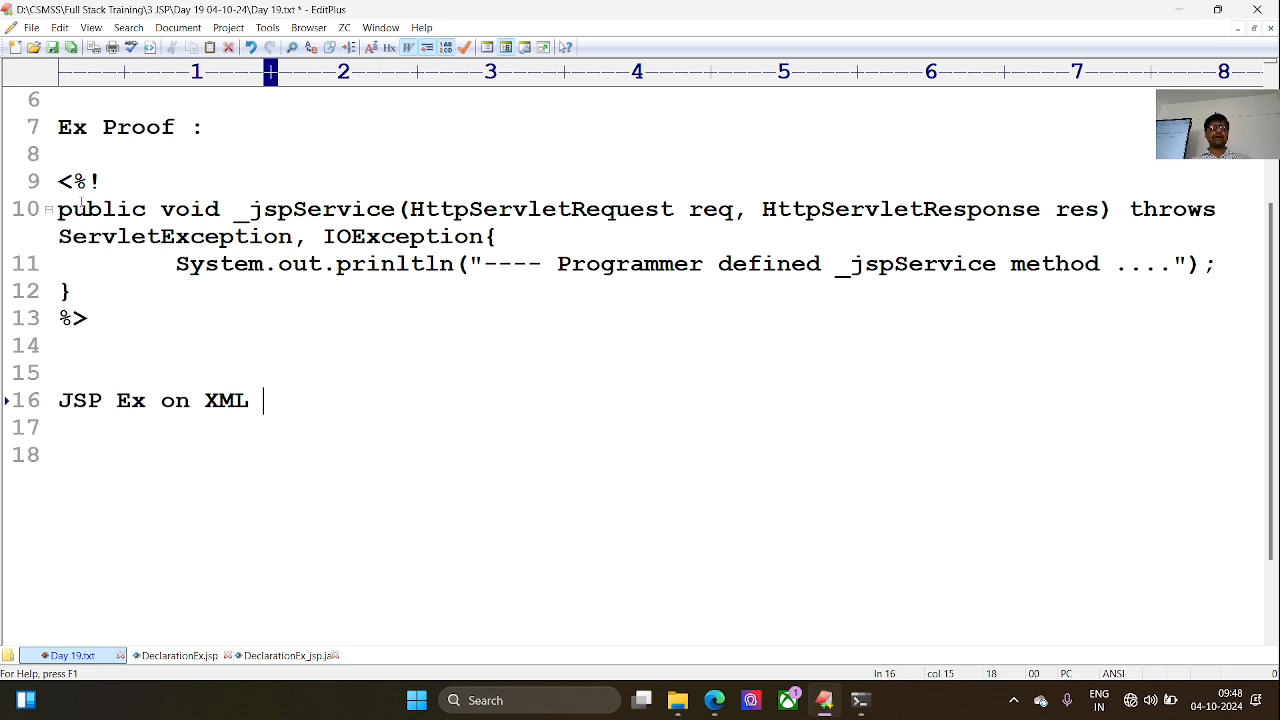 D:\CSMSS\Full Stack Training\3 JSP\Day 19 04-10-24\Day 19.txt * - EditPlus
File Edit View Search Document Project Tools Browser ZC Window Help
1 2 3 4 5 6 7 8
6
7 Ex Proof :
8
9 <%!
10 public void _jspService(HttpServletRequest req, HttpServletResponse res) throws
ServletException, IOException{
11 System.out.prinltln("---- Programmer defined _jspService method ....");
12 }
13 %>
14
15
16 JSP Ex on XML
17
18
Day 19.txt DeclarationEx.jsp DeclarationEx_jsp.ja
For Help, press F1 ln 16 col 15 18 00 PC ANSI 0
Search 1 ENG IN 09:48 04-10-2024